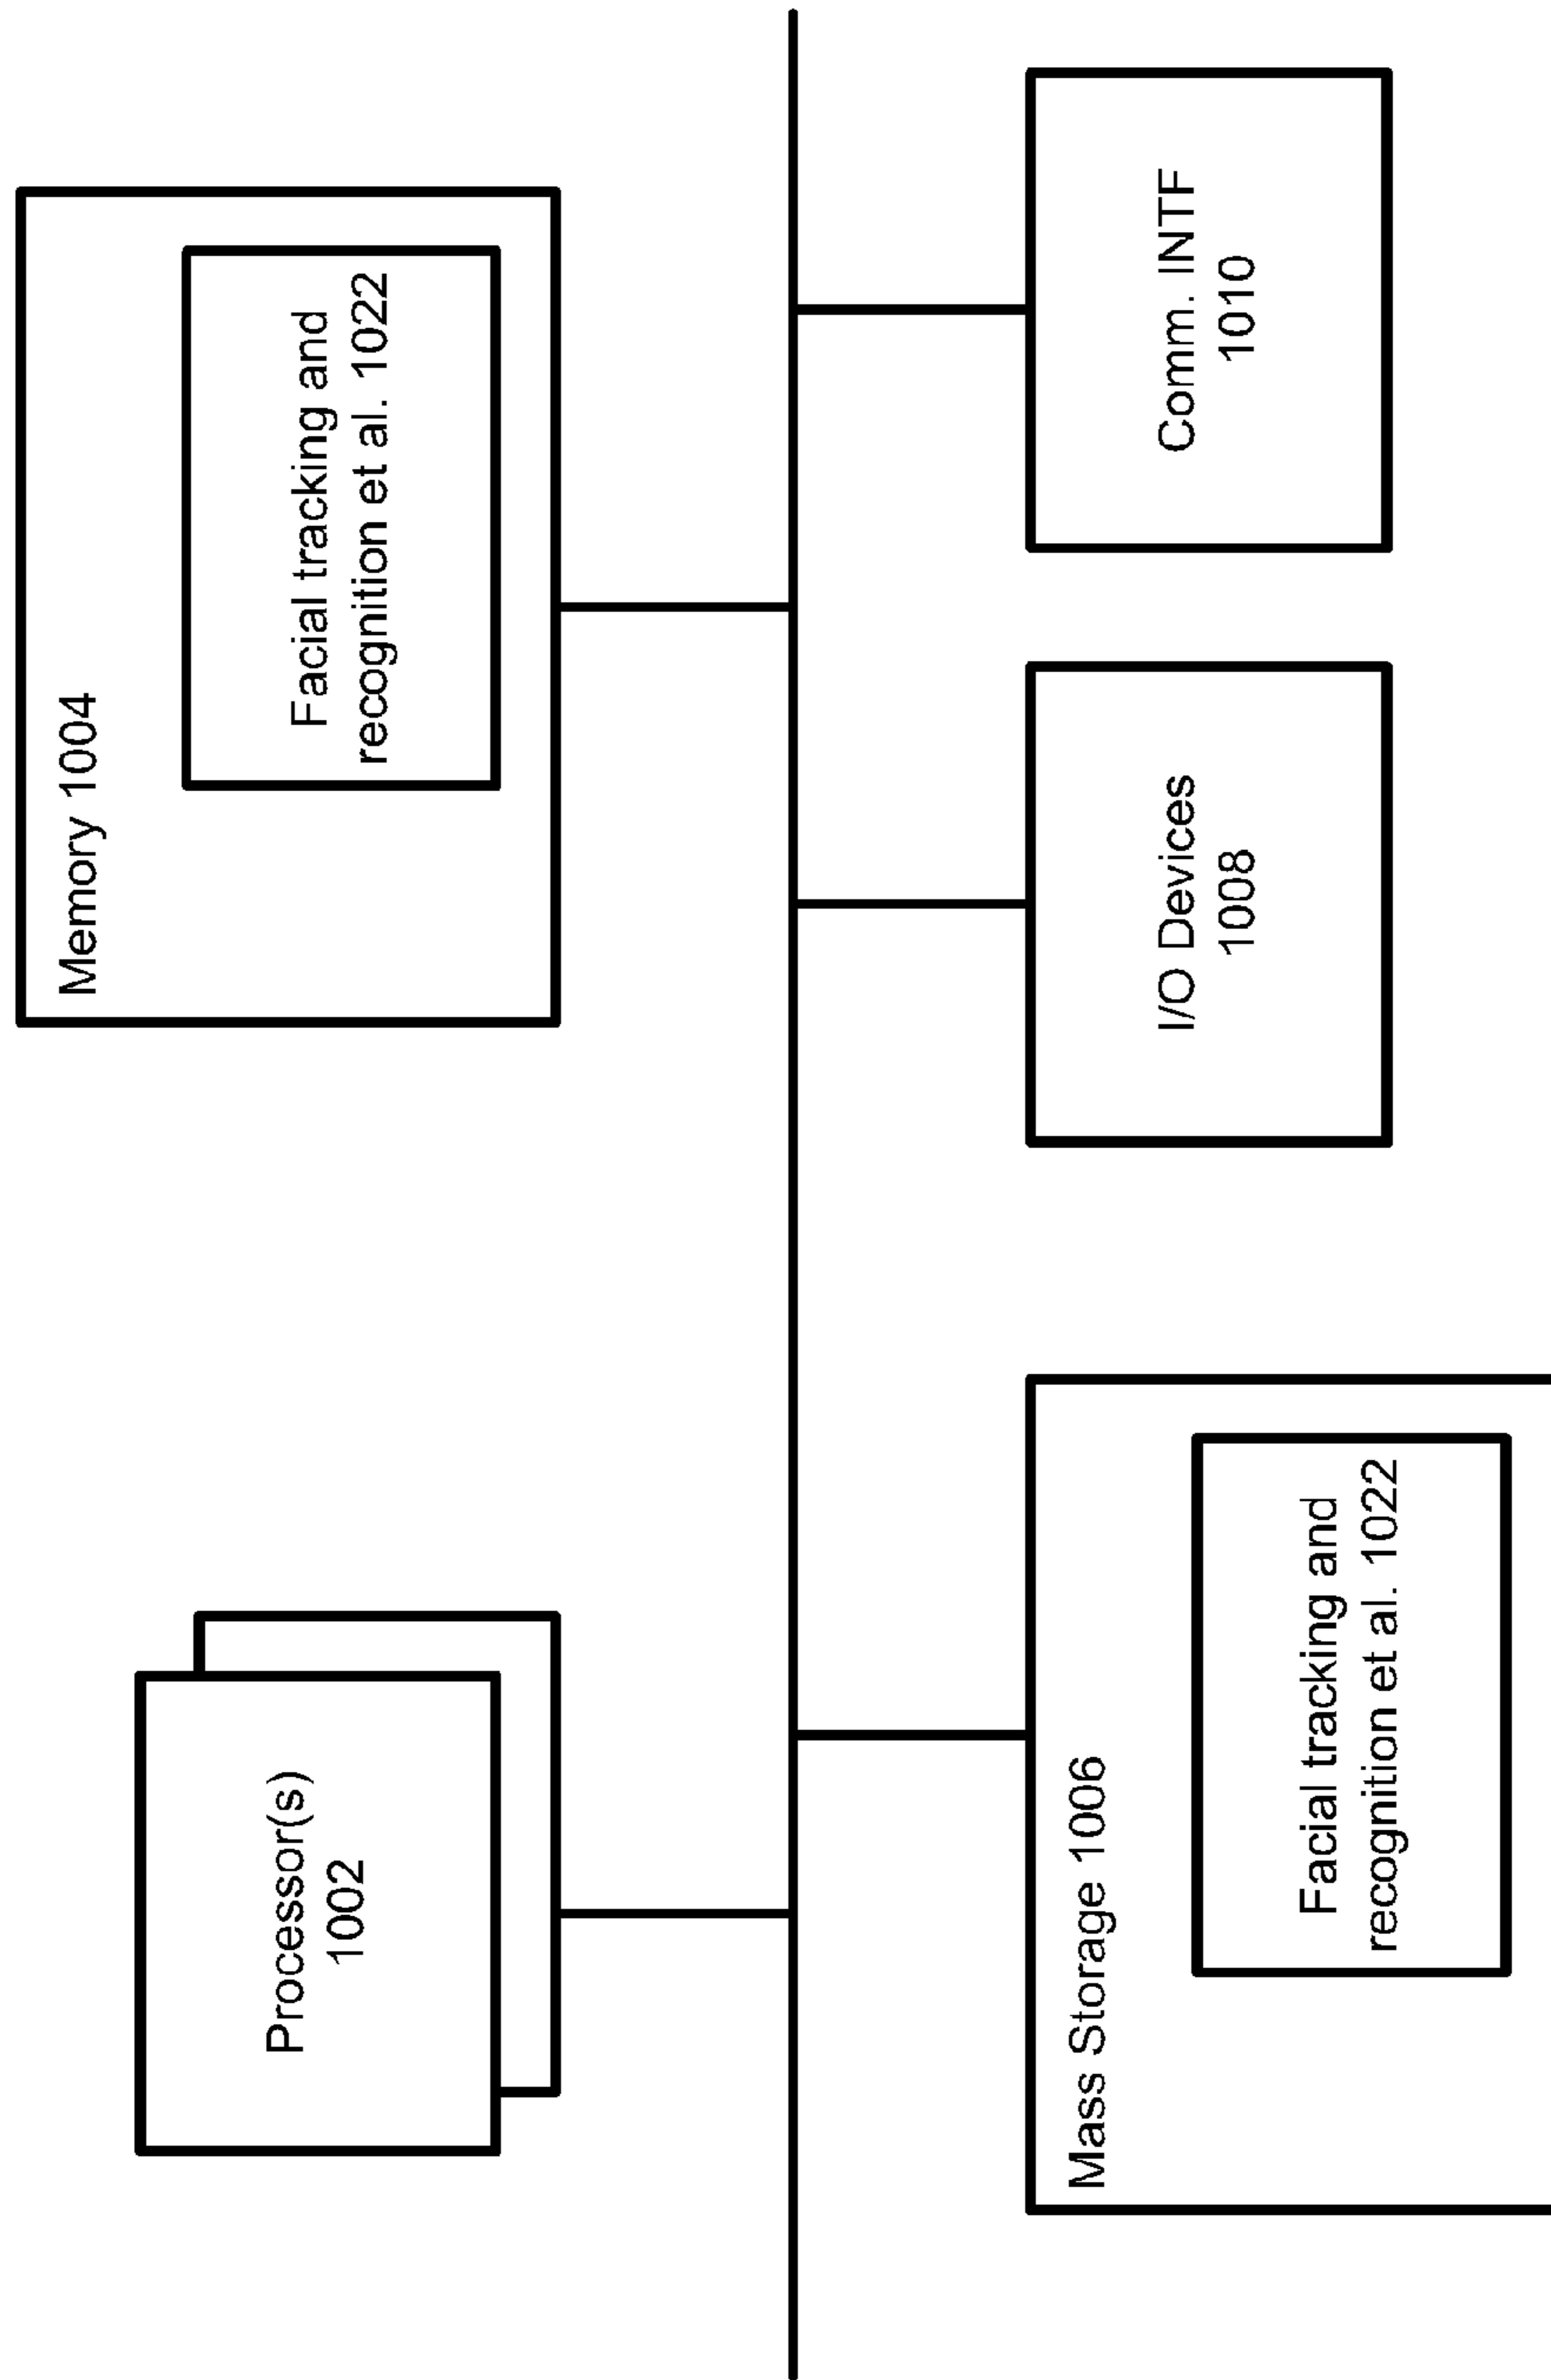 Processor(s)
1002
Memory 1004
Facial tracking and
recognition et al. 1022
Mass Storage 1006
Facial tracking and
recognition et al. 1022
I/O Devices
1008
Comm. INTF
1010